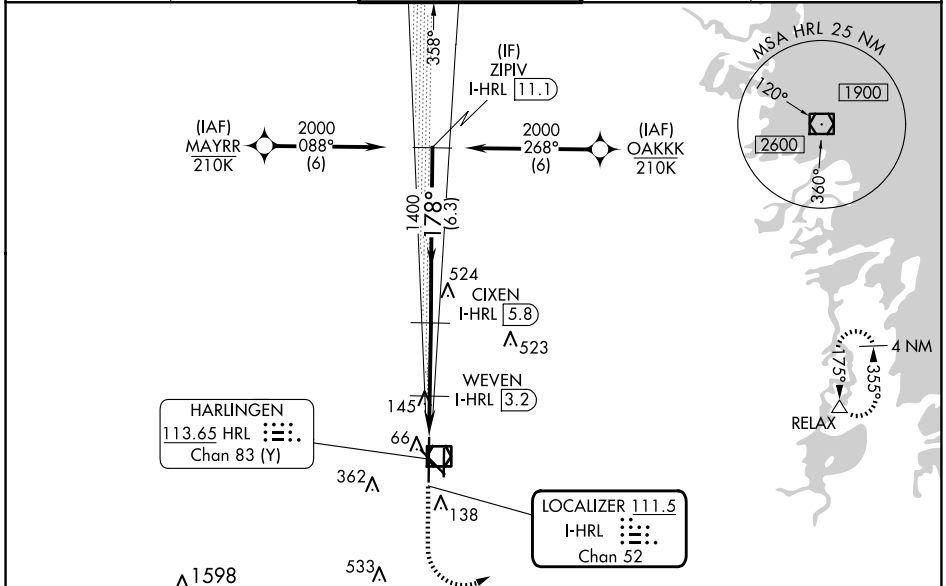 358°
(IF)
ZIPIV
I-HRL 11.1
MSA HRL 25 NM
120°
1900
2600
360°
(IAF)
MAYRR
210K
2000
088°
(6)
2000
268°
(6)
(IAF)
OAKKK
210K
1400
178°
(6.3)
524
CIXEN
I-HRL 5.8
523
WEVEN
I-HRL 3.2
145
4 NM
175°
355°
RELAX
HARLINGEN
113.65 HRL
Chan 83 (Y)
66
362
138
LOCALIZER 111.5
I-HRL
Chan 52
1598
533